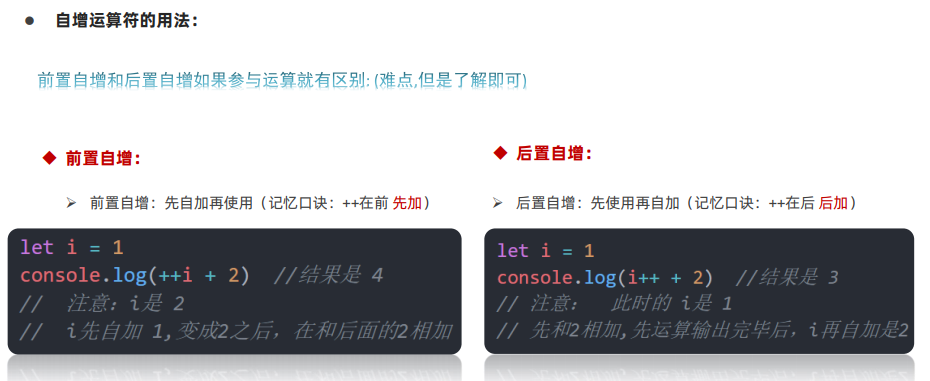 ● 自增运算符的用法：
前置自增和后置自增如果参与运算就有区别: (难点,但是了解即可)
◆ 前置自增：
➢ 前置自增：先自加再使用（记忆口诀：++在前 先加）
let i = 1
console.log(++i + 2)  //结果是 4
//  注意：i是 2
//  i先自加 1,变成2之后，在和后面的2相加
◆ 后置自增：
➢ 后置自增：先使用再自加（记忆口诀：++在后 后加）
let i = 1
console.log(i++ + 2)  //结果是 3
// 注意：  此时的 i是 1
// 先和2相加,先运算输出完毕后，i再自加是2